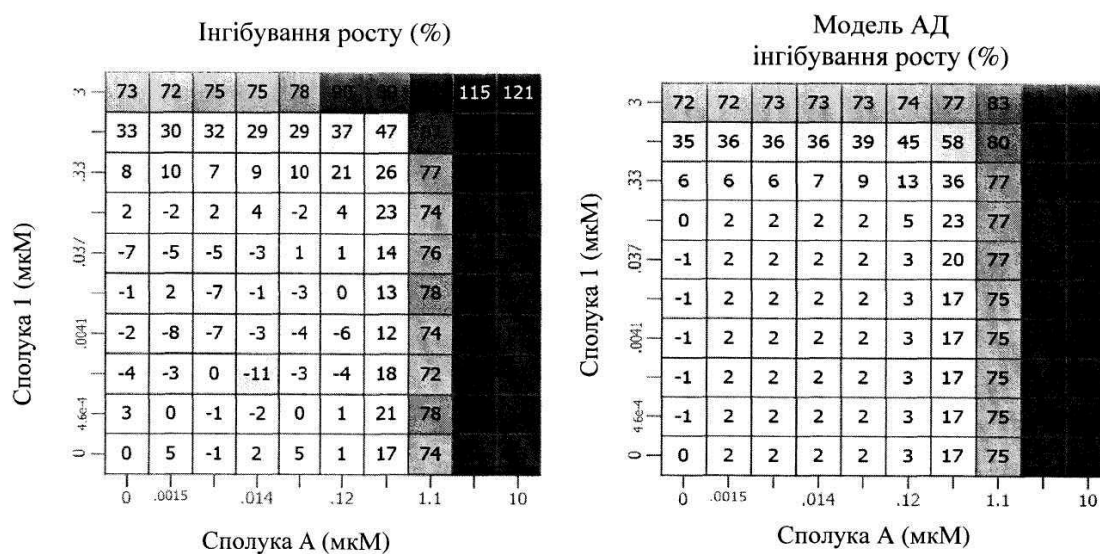 Інгібування росту (%)
Модель АД
інгібування росту (%)
3 73 72 75 75 78 90 99 115 121
33 30 32 29 29 37 47
.33 8 10 7 9 10 21 26 77
2 -2 2 4 -2 4 23 74
.037 -7 -5 -5 -3 1 1 14 76
-1 2 -7 -1 -3 0 13 78
.0041 -2 -8 -7 -3 -4 -6 12 74
-4 -3 0 -11 -3 -4 18 72
4.6e-4 3 0 -1 -2 0 1 21 78
0 0 5 -1 2 5 1 17 74
0 .0015 .014 .12 1.1 10
Сполука 1 (мкМ)
Сполука А (мкМ)
3 72 72 73 73 73 74 77 83
35 36 36 36 39 45 58 80
.33 6 6 6 7 9 13 36 77
0 2 2 2 2 5 23 77
.037 -1 2 2 2 2 3 20 77
-1 2 2 2 2 3 17 75
.0041 -1 2 2 2 2 3 17 75
-1 2 2 2 2 3 17 75
4.6e-4 -1 2 2 2 2 3 17 75
0 0 2 2 2 2 3 17 75
0 .0015 .014 .12 1.1 10
Сполука 1 (мкМ)
Сполука А (мкМ)